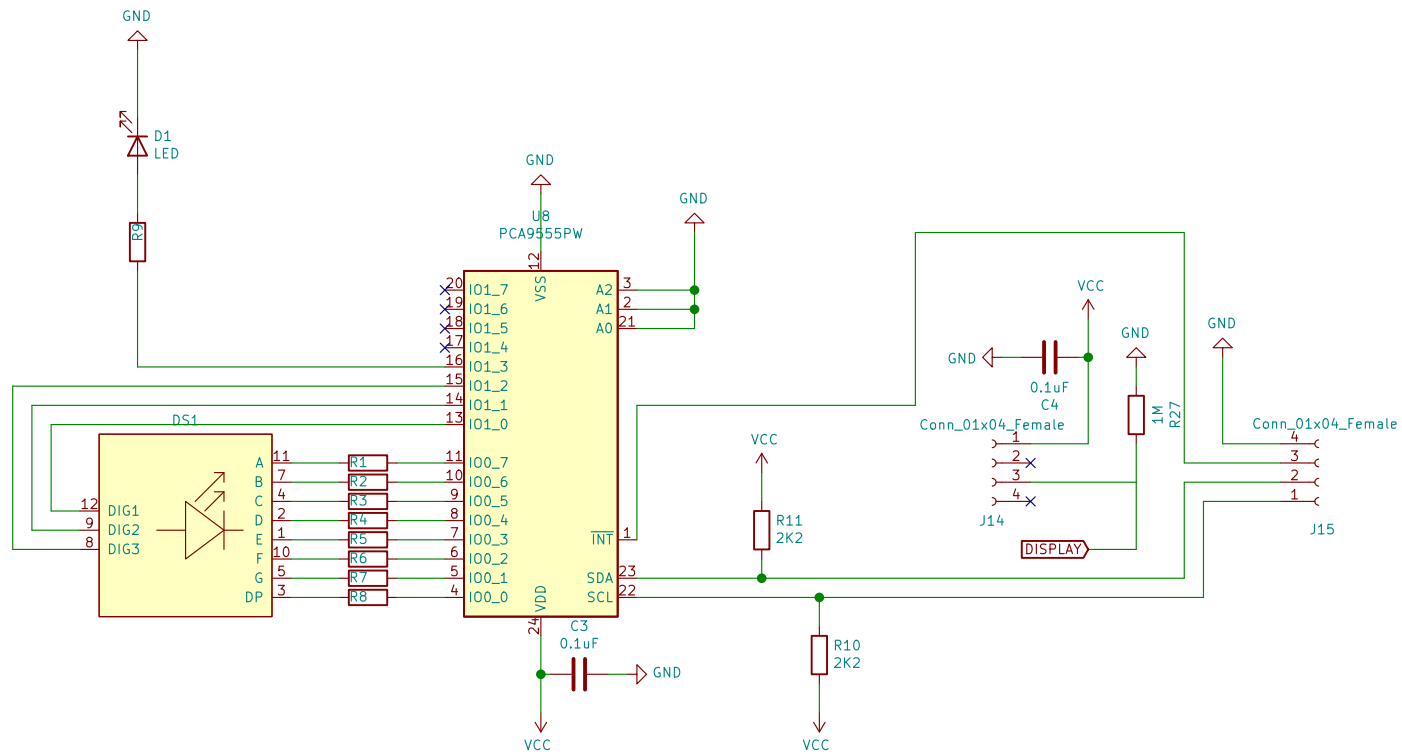 GND
D1
LED
R9
GND
U8
PCA9555PW
12
VSS
GND
20 IO1_7
19 IO1_6
18 IO1_5
17 IO1_4
16 IO1_3
15 IO1_2
14 IO1_1
13 IO1_0
11 IO0_7
10 IO0_6
9 IO0_5
8 IO0_4
7 IO0_3
6 IO0_2
5 IO0_1
4 IO0_0
A2 3
A1 2
A0 21
INT 1
SDA 23
SCL 22
VDD
24
DS1
A 11
B 7
C 4
D 2
E 1
F 10
G 5
DP 3
12 DIG1
9 DIG2
8 DIG3
R1
R2
R3
R4
R5
R6
R7
R8
C3
0.1uF
GND
VCC
VCC
R11
2K2
R10
2K2
VCC
VCC
GND
0.1uF
C4
GND
1M
R27
Conn_01x04_Female
1
2
3
4
J14
DISPLAY
GND
Conn_01x04_Female
4
3
2
1
J15